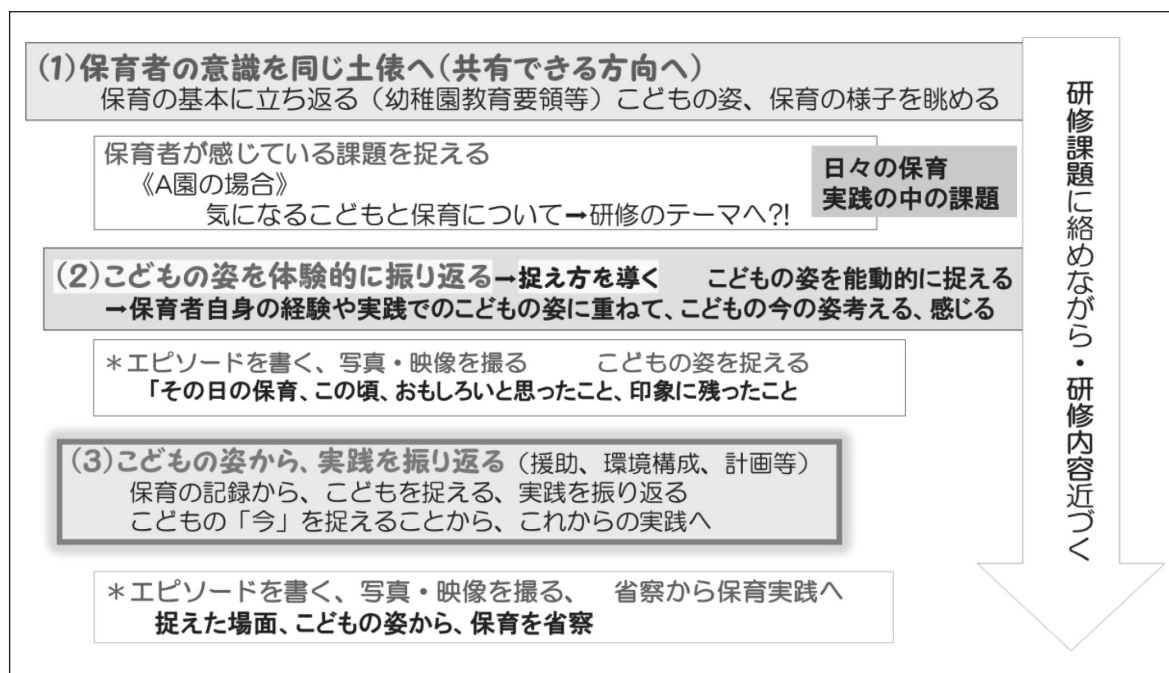 (1)保育者の意識を同じ土俵へ(共有できる方向へ)
保育の基本に立ち返る(幼稚園教育要領等)こどもの姿、保育の様子を眺める
保育者が感じている課題を捉える
《A園の場合》
気になるこどもと保育について→研修のテーマへ?!
日々の保育
実践の中の課題
(2)こどもの姿を体験的に振り返る→捉え方を導く　こどもの姿を能動的に捉える
→保育者自身の経験や実践でのこどもの姿に重ねて、こどもの今の姿考える、感じる
＊エピソードを書く、写真・映像を撮る　こどもの姿を捉える
「その日の保育、この頃、おもしろいと思ったこと、印象に残ったこと
(3)こどもの姿から、実践を振り返る(援助、環境構成、計画等)
保育の記録から、こどもを捉える、実践を振り返る
こどもの「今」を捉えることから、これからの実践へ
＊エピソードを書く、写真・映像を撮る、　省察から保育実践へ
捉えた場面、こどもの姿から、保育を省察
研修課題に絡めながら・研修内容近づく